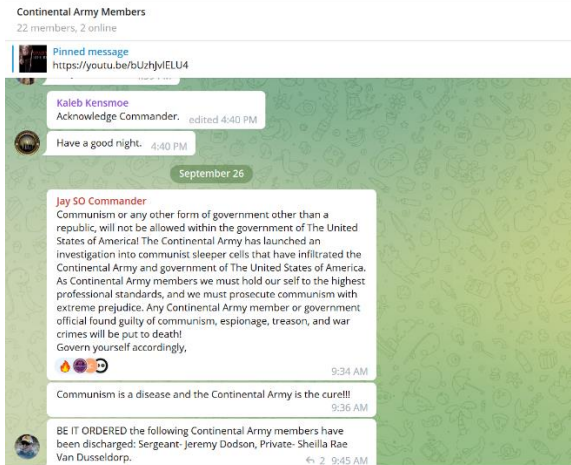 Continental Army Members
22 members, 2 online
Pinned message
https://youtu.be/bUzhJvlELU4
Kaleb Kensmoe
Acknowledge Commander. edited 4:40 PM
Have a good night. 4:40 PM
September 26
Jay SO Commander
Communism or any other form of government other than a
republic, will not be allowed within the government of The United
States of America! The Continental Army has launched an
investigation into communist sleeper cells that have infiltrated the
Continental Army and government of The United States of America.
As Continental Army members we must hold our self to the highest
professional standards, and we must prosecute communism with
extreme prejudice. Any Continental Army member or government
official found guilty of communism, espionage, treason, and war
crimes will be put to death!
Govern yourself accordingly,
9:34 AM
Communism is a disease and the Continental Army is the cure!!!
9:36 AM
BE IT ORDERED the following Continental Army members have
been discharged: Sergeant- Jeremy Dodson, Private- Sheilla Rae
Van Dusseldorp. 2 9:45 AM